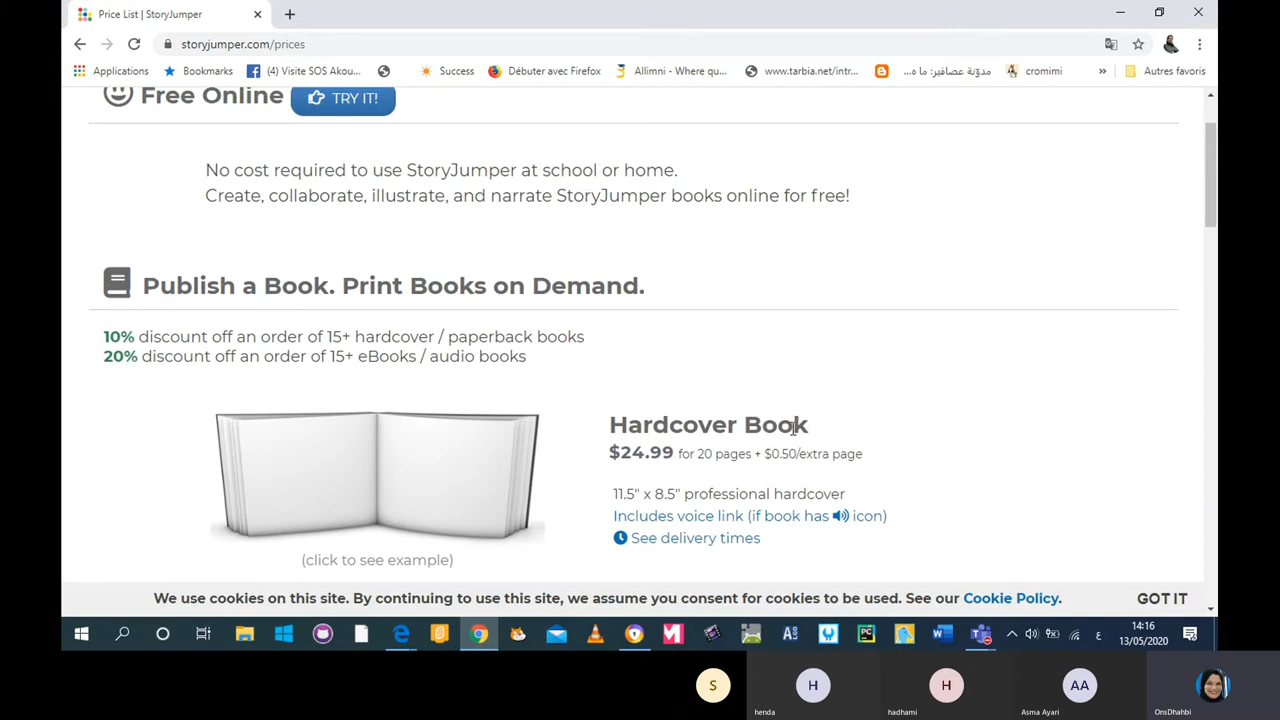 Price List | StoryJumper
storyjumper.com/prices
Applications
Bookmarks
(4) Visite SOS Akou...
Success
Débuter avec Firefox
Allimni - Where qu...
www.tarbia.net/intr...
مدوّنة عصافير: ما ه...
cromimi
»
Autres favoris
Free Online
TRY IT!
No cost required to use StoryJumper at school or home.
Create, collaborate, illustrate, and narrate StoryJumper books online for free!
Publish a Book. Print Books on Demand.
10% discount off an order of 15+ hardcover / paperback books
20% discount off an order of 15+ eBooks / audio books
Hardcover Book
$24.99 for 20 pages + $0.50/extra page
11.5" x 8.5" professional hardcover
Includes voice link (if book has icon)
See delivery times
(click to see example)
We use cookies on this site. By continuing to use this site, we assume you consent for cookies to be used. See our Cookie Policy.
GOT IT
ع
14:16
13/05/2020
S
H
henda
H
hadhami
AA
Asma Ayari
OnsDhahbi